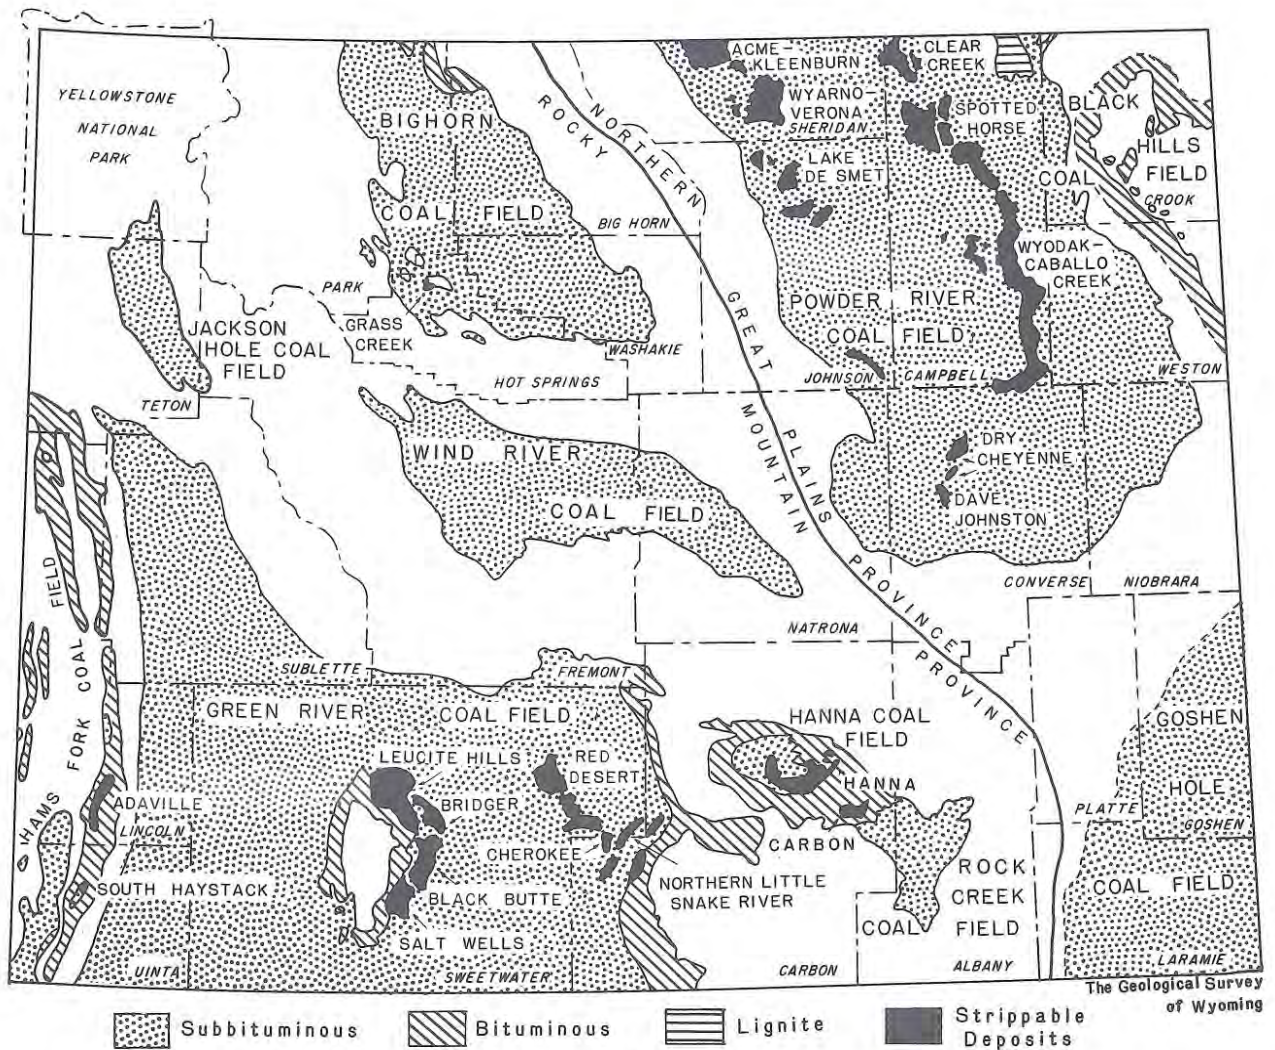 YELLOWSTONE
NATIONAL
PARK
BIGHORN
COAL FIELD
BIG HORN
PARK
GRASS
CREEK
WASHAKIE
HOT SPRINGS
JACKSON
HOLE COAL
FIELD
TETON
ROCKY MOUNTAIN PROVINCE
NORTHERN GREAT PLAINS PROVINCE
ACME-
KLEENBURN
WYARNO-
VERONA
SHERIDAN
LAKE
DE SMET
CLEAR
CREEK
SPOTTED
HORSE
BLACK
HILLS
COAL FIELD
CROOK
WYODAK-
CABALLO
CREEK
POWDER RIVER
COAL FIELD
JOHNSON
CAMPBELL
WESTON
DRY
CHEYENNE
DAVE
JOHNSTON
CONVERSE
NIOBRARA
WIND RIVER
COAL FIELD
NATRONA
FREMONT
SUBLETTE
HAMS FORK COAL FIELD
GREEN RIVER COAL FIELD
LEUCITE HILLS
BRIDGER
RED
DESERT
ADAVILLE
LINCOLN
CHEROKEE
SOUTH HAYSTACK
BLACK BUTTE
NORTHERN LITTLE
SNAKE RIVER
SALT WELLS
UINTA
SWEETWATER
HANNA COAL
FIELD
HANNA
CARBON
ROCK
CREEK
COAL FIELD
CARBON
ALBANY
PLATTE
GOSHEN
HOLE
GOSHEN
COAL FIELD
LARAMIE
The Geological Survey
of Wyoming
Subbituminous
Bituminous
Lignite
Strippable
Deposits